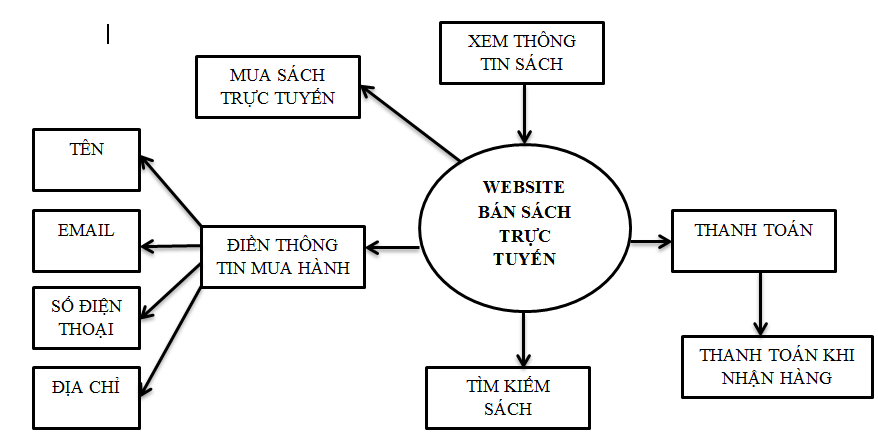 XEM THÔNG
TIN SÁCH
MUA SÁCH
TRỰC TUYẾN
TÊN
EMAIL
SỐ ĐIỆN
THOẠI
ĐỊA CHỈ
ĐIỀN THÔNG
TIN MUA HÀNH
WEBSITE
BÁN SÁCH
TRỰC
TUYẾN
THANH TOÁN
THANH TOÁN KHI
NHẬN HÀNG
TÌM KIẾM
SÁCH